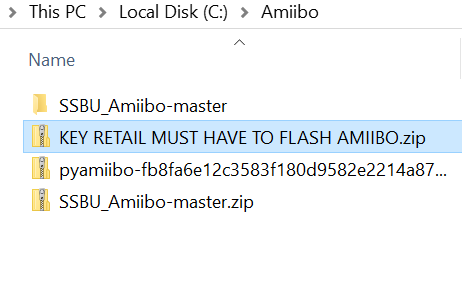 This PC > Local Disk (C:) > Amiibo
Name
SSBU_Amiibo-master
KEY RETAIL MUST HAVE TO FLASH AMIIBO.zip
pyamiibo-fb8fa6e12c3583f180d9582e2214a87...
SSBU_Amiibo-master.zip